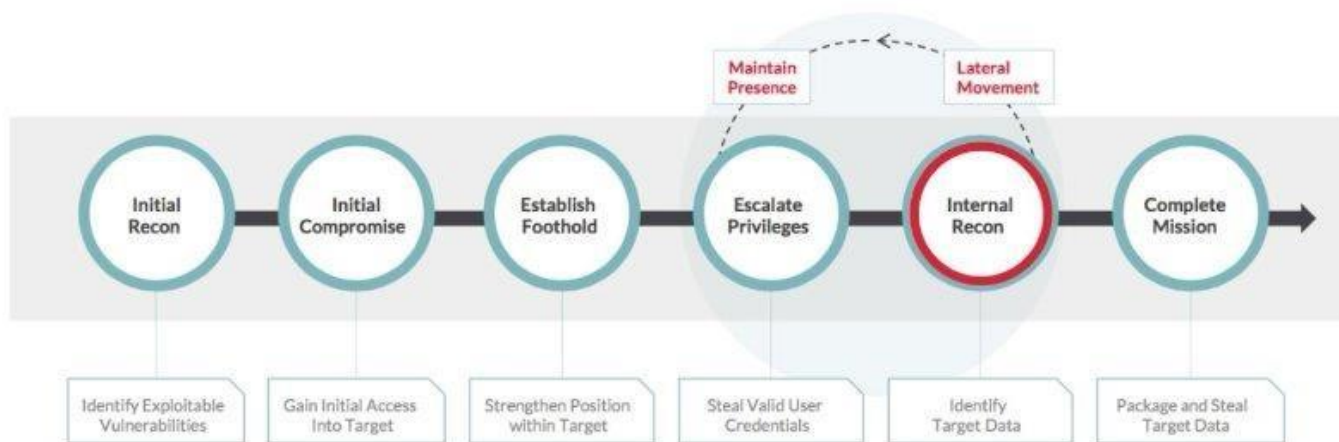 Maintain
Presence
Lateral
Movement
Initial
Recon
Initial
Compromise
Establish
Foothold
Escalate
Privileges
Internal
Recon
Complete
Mission
Identify Exploitable
Vulnerabilities
Gain Initial Access
Into Target
Strengthen Position
within Target
Steal Valid User
Credentials
Identify
Target Data
Package and Steal
Target Data